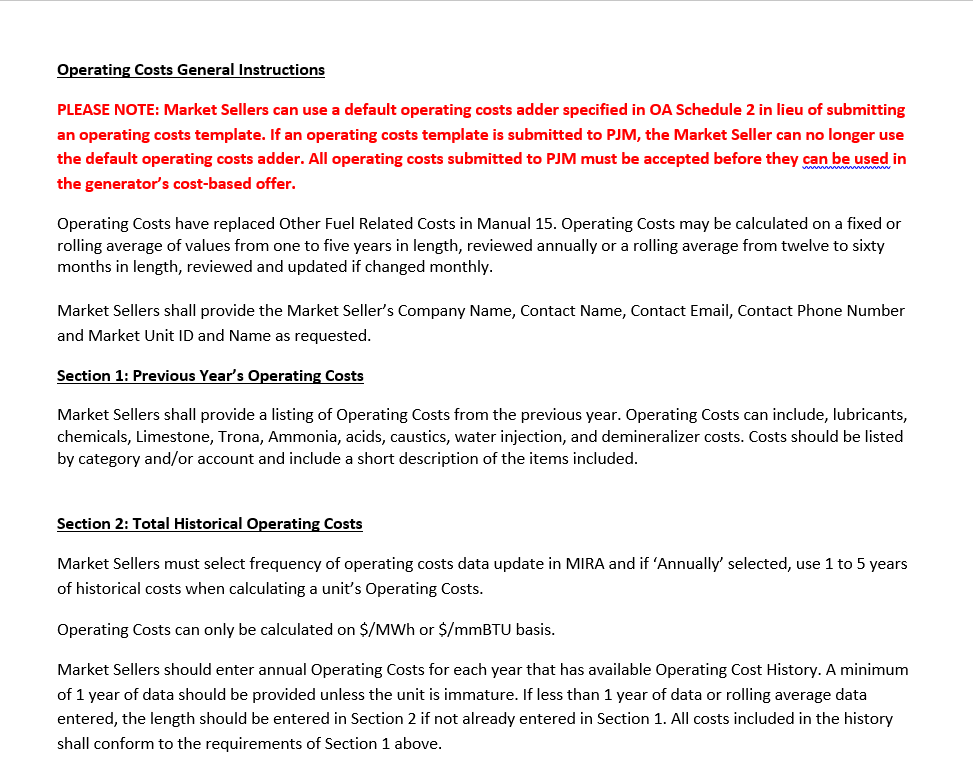 Operating Costs General Instructions
PLEASE NOTE: Market Sellers can use a default operating costs adder specified in OA Schedule 2 in lieu of submitting
an operating costs template. If an operating costs template is submitted to PJM, the Market Seller can no longer use
the default operating costs adder. All operating costs submitted to PJM must be accepted before they can be used in
the generator's cost-based offer.
Operating Costs have replaced Other Fuel Related Costs in Manual 15. Operating Costs may be calculated on a fixed or
rolling average of values from one to five years in length, reviewed annually or a rolling average from twelve to sixty
months in length, reviewed and updated if changed monthly.
Market Sellers shall provide the Market Seller's Company Name, Contact Name, Contact Email, Contact Phone Number
and Market Unit ID and Name as requested.
Section 1: Previous Year's Operating Costs
Market Sellers shall provide a listing of Operating Costs from the previous year. Operating Costs can include, lubricants,
chemicals, Limestone, Trona, Ammonia, acids, caustics, water injection, and demineralizer costs. Costs should be listed
by category and/or account and include a short description of the items included.
Section 2: Total Historical Operating Costs
Market Sellers must select frequency of operating costs data update in MIRA and if 'Annually' selected, use 1 to 5 years
of historical costs when calculating a unit's Operating Costs.
Operating Costs can only be calculated on $/MWh or $/mmBTU basis.
Market Sellers should enter annual Operating Costs for each year that has available Operating Cost History. A minimum
of 1 year of data should be provided unless the unit is immature. If less than 1 year of data or rolling average data
entered, the length should be entered in Section 2 if not already entered in Section 1. All costs included in the history
shall conform to the requirements of Section 1 above.